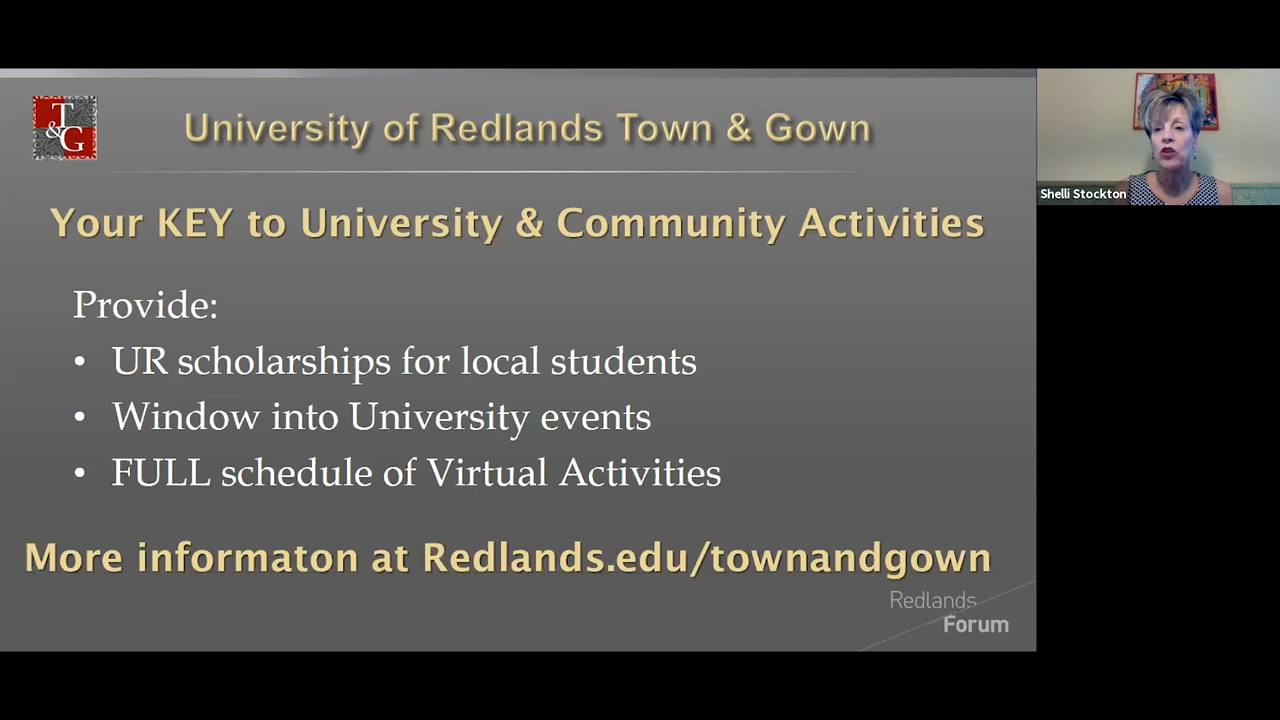 T
&
G
University of Redlands Town & Gown
Your KEY to University & Community Activities
Provide:
• UR scholarships for local students
• Window into University events
• FULL schedule of Virtual Activities
More informaton at Redlands.edu/townandgown
Redlands
Forum
Shelli Stockton